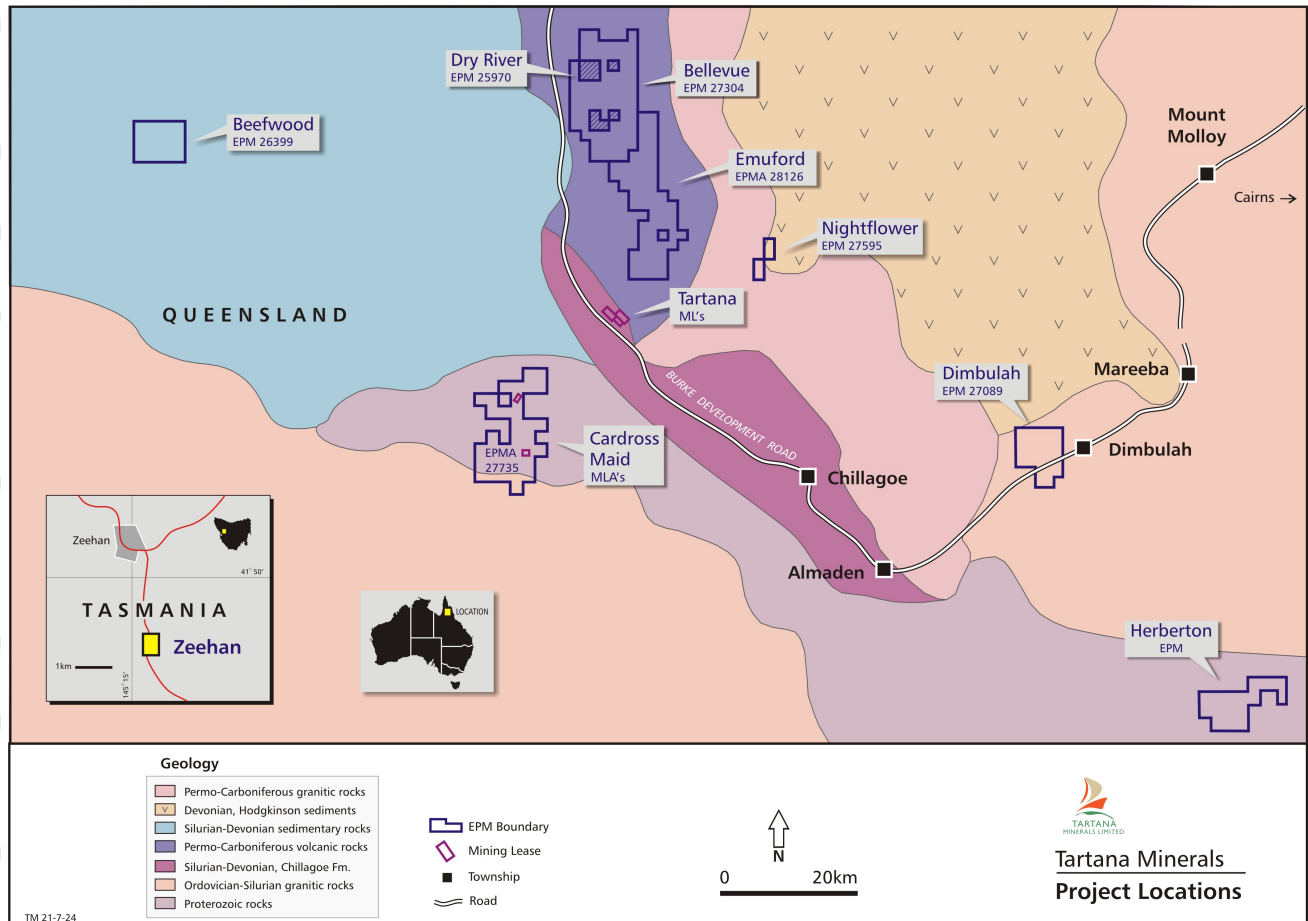 Dry River
EPM 25970
Bellevue
EPM 27304
Beefwood
EPM 26399
Mount
Molloy
Cairns →
Emuford
EPMA 28126
Nightflower
EPM 27595
QUEENSLAND
Tartana
ML's
Dimbulah
EPM 27089
Mareeba
BURKE DEVELOPMENT ROAD
Cardross
Maid
MLA's
EPMA
27735
Dimbulah
Chillagoe
Almaden
Herberton
EPM
Zeehan
41° 50'
TASMANIA
Zeehan
1km
145° 15'
LOCATION
Geology
Permo-Carboniferous granitic rocks
Devonian, Hodgkinson sediments
Silurian-Devonian sedimentary rocks
Permo-Carboniferous volcanic rocks
Silurian-Devonian, Chillagoe Fm.
Ordovician-Silurian granitic rocks
Proterozoic rocks
EPM Boundary
Mining Lease
Township
Road
N
0 20km
TARTANA
MINERALS LIMITED
Tartana Minerals
Project Locations
TM 21-7-24